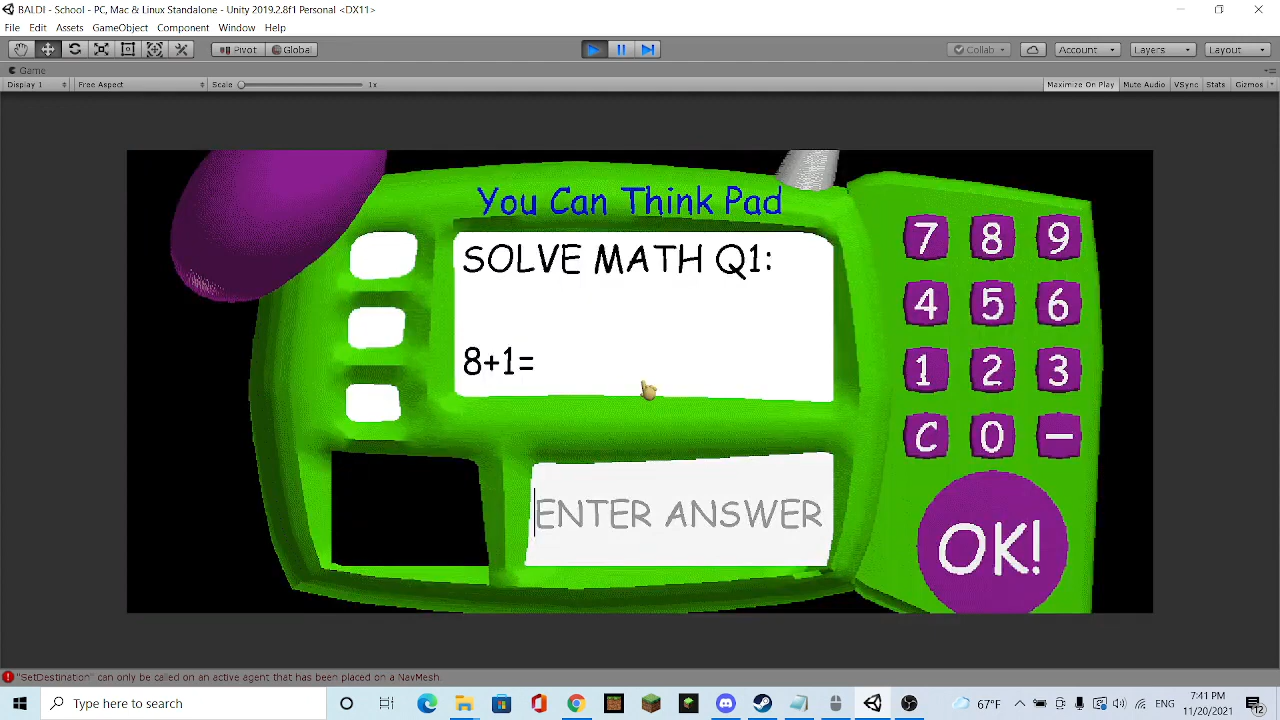 BALDI - School - PC, Mac & Linux Standalone - Unity 2019.2.8f1 Personal <DX11>
File Edit Assets GameObject Component Window Help
Pivot Global Collab Account Layers Layout
Game
Display 1 Free Aspect Scale 1x Maximize On Play Mute Audio VSync Stats Gizmos
You Can Think Pad
SOLVE MATH Q1:
8+1=
ENTER ANSWER
7 8 9
4 5 6
1 2 3
C 0 −
OK!
"SetDestination" can only be called on an active agent that has been placed on a NavMesh.
Type here to search
67°F
7:41 PM
11/20/2021
12